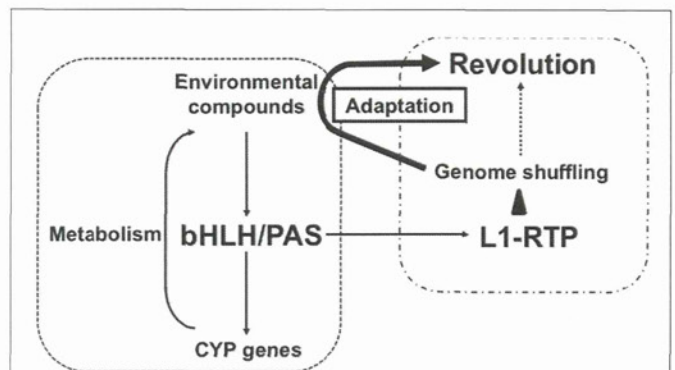 Environmental
compounds
Revolution
Adaptation
Genome shuffling
Metabolism
bHLH/PAS
L1-RTP
CYP genes